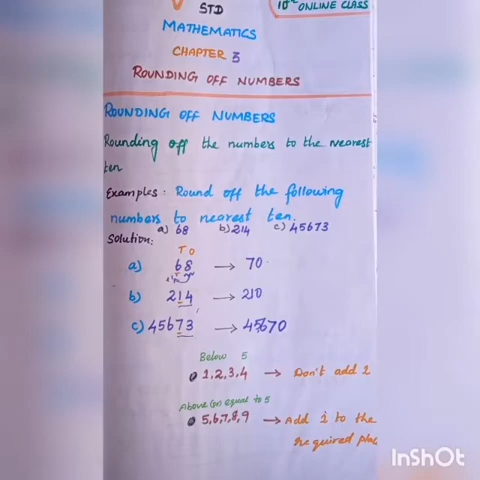 V STD
10th ONLINE CLASS
MATHEMATICS
CHAPTER 3
ROUNDING OFF NUMBERS
ROUNDING OFF NUMBERS
Rounding off the numbers to the nearest
ten
Examples: Round off the following
numbers to nearest ten.
a) 68 b) 214 c) 45673
Solution:
T O
a) 68 → 70
b) 214 → 210
c) 45673 → 45670
Below 5
1,2,3,4 → Don't add 1
Above (or) equal to 5
5,6,7,8,9 → Add 1 to the
required plac
InShOt